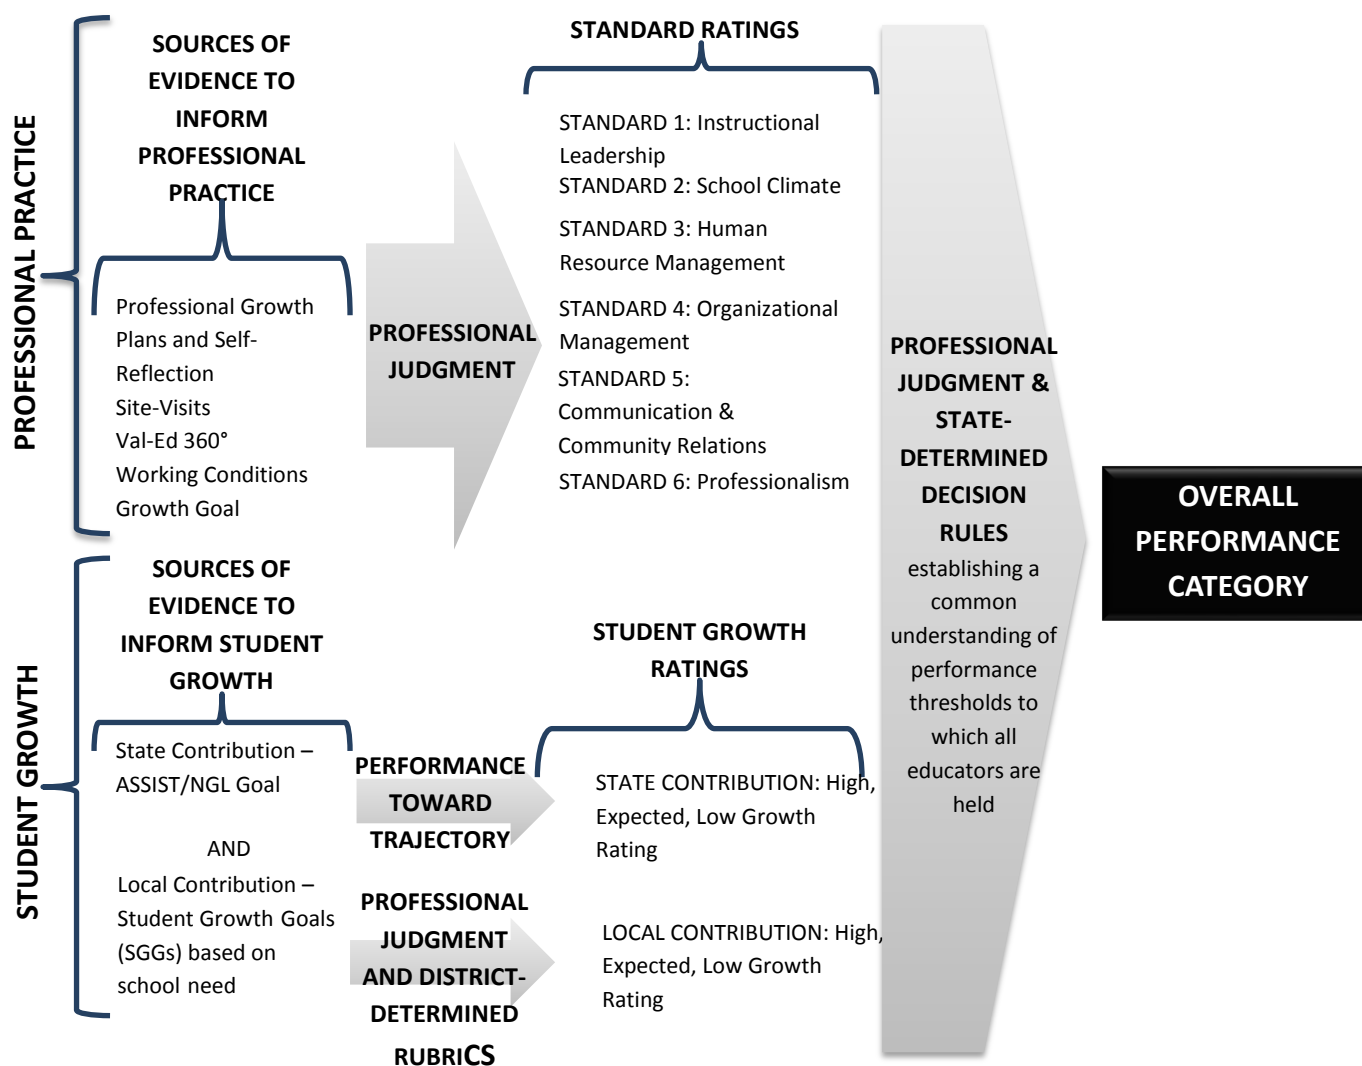 PROFESSIONAL PRACTICE
SOURCES OF
EVIDENCE TO
INFORM
PROFESSIONAL
PRACTICE
Professional Growth
Plans and Self-
Reflection
Site-Visits
Val-Ed 360°
Working Conditions
Growth Goal
PROFESSIONAL
JUDGMENT
STANDARD RATINGS
STANDARD 1: Instructional
Leadership
STANDARD 2: School Climate
STANDARD 3: Human
Resource Management
STANDARD 4: Organizational
Management
STANDARD 5:
Communication &
Community Relations
STANDARD 6: Professionalism
STUDENT GROWTH
SOURCES OF
EVIDENCE TO
INFORM STUDENT
GROWTH
State Contribution –
ASSIST/NGL Goal
AND
Local Contribution –
Student Growth Goals
(SGGs) based on
school need
PERFORMANCE
TOWARD
TRAJECTORY
PROFESSIONAL
JUDGMENT
AND DISTRICT-
DETERMINED
RUBRICS
STUDENT GROWTH
RATINGS
STATE CONTRIBUTION: High,
Expected, Low Growth
Rating
LOCAL CONTRIBUTION: High,
Expected, Low Growth
Rating
PROFESSIONAL
JUDGMENT &
STATE-
DETERMINED
DECISION
RULES
establishing a
common
understanding of
performance
thresholds to
which all
educators are
held
OVERALL
PERFORMANCE
CATEGORY